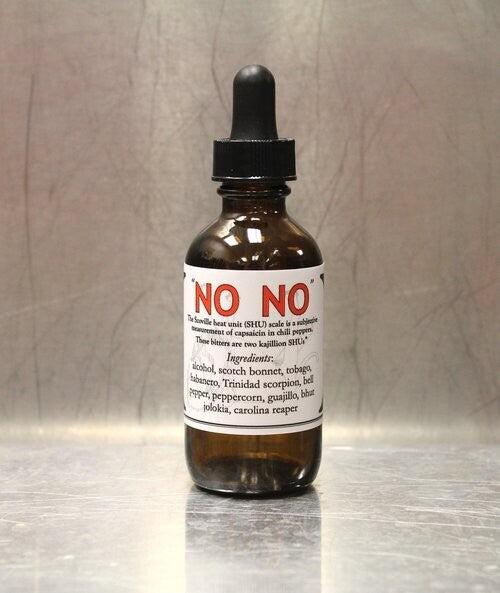 "NO NO"
The Scoville heat unit (SHU) scale is a subjective
measurement of capsaicin in chili peppers.
These bitters are two kajillion SHUs*
Ingredients:
alcohol, scotch bonnet, tobago,
habanero, Trinidad scorpion, bell
pepper, peppercorn, guajillo, bhut
jolokia, carolina reaper